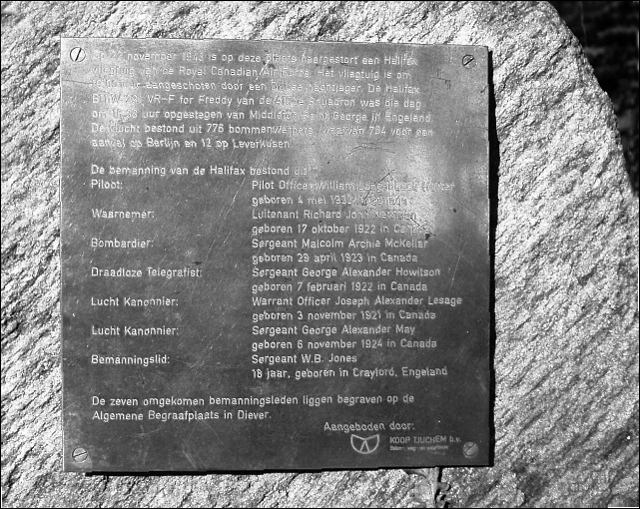 november 1943 is op deze plaats neergestort een Halifax
vliegtuig van de Royal Canadian Air Force. Het vliegtuig is om
aangeschoten door een nachtjager. De Halifax
VR-F for Freddy van de Squadron was die dag
om uur opgestegen van Middleton Saint George in Engeland.
De vlucht bestond uit 776 bommenwerpers waarvan 764 voor een
aanval op Berlijn en 12 op Leverkusen.
De bemanning van de Halifax bestond uit:
Piloot: Pilot Officer William
geboren 4 mei in Canada
Waarnemer: Luitenant Richard John
geboren 17 oktober 1922 in Canada
Bombardier: Sergeant Malcolm Archie McKellar
geboren 29 april 1923 in Canada
Draadloze Telegrafist: Sergeant George Alexander Howitson
geboren 7 februari 1922 in Canada
Lucht Kanonnier: Warrant Officer Joseph Alexander Lesage
geboren 3 november 1921 in Canada
Lucht Kanonnier: Sergeant George Alexander May
geboren 6 november 1924 in Canada
Bemanningslid: Sergeant W.B. Jones
18 jaar, geboren in Crayford, Engeland
De zeven omgekomen bemanningsleden liggen begraven op de
Algemene Begraafplaats in Diever.
Aangeboden door:
KOOP TJUCHEM b.v.